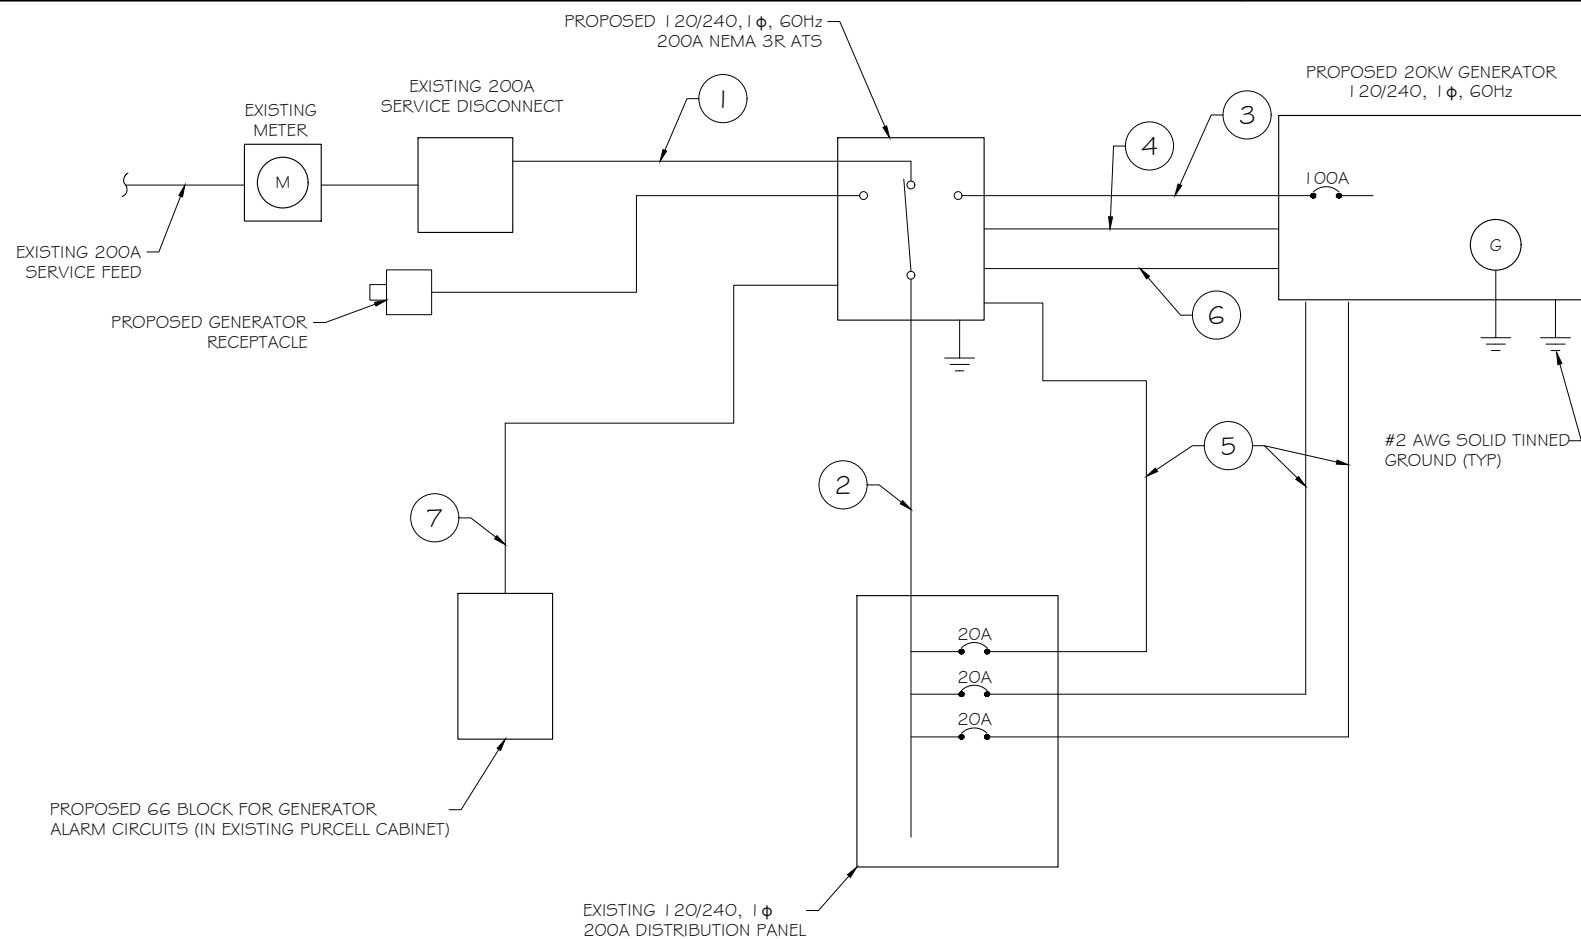 PROPOSED 120/240, 1ϕ, 60Hz
200A NEMA 3R ATS
EXISTING 200A
SERVICE DISCONNECT
EXISTING
METER
M
1
PROPOSED 20KW GENERATOR
120/240, 1ϕ, 60Hz
3
4
100A
G
EXISTING 200A
SERVICE FEED
PROPOSED GENERATOR
RECEPTACLE
6
#2 AWG SOLID TINNED
GROUND (TYP)
5
2
7
20A
20A
20A
PROPOSED 66 BLOCK FOR GENERATOR
ALARM CIRCUITS (IN EXISTING PURCELL CABINET)
EXISTING 120/240, 1ϕ
200A DISTRIBUTION PANEL